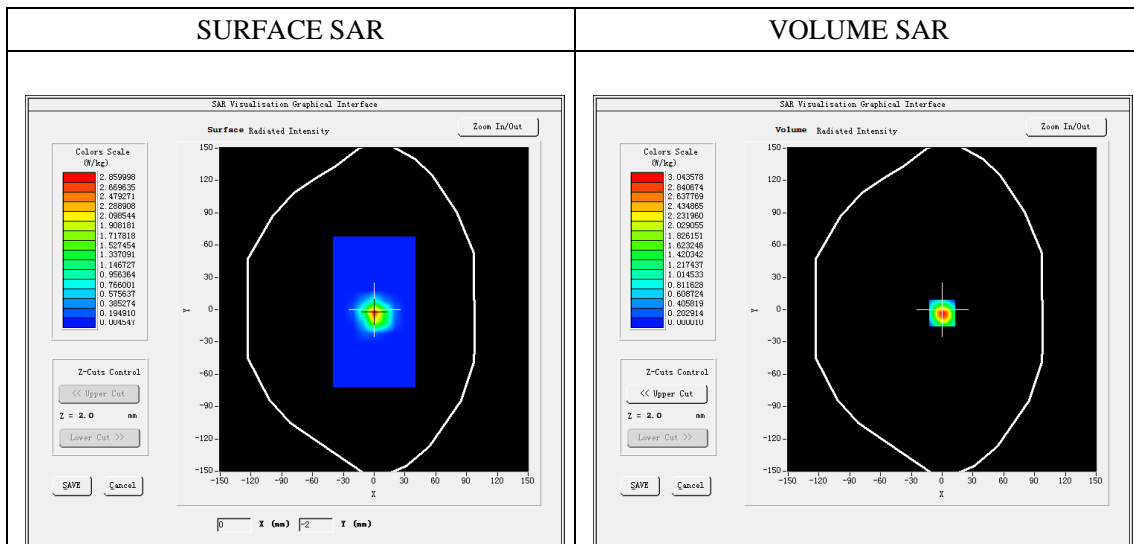 SURFACE SAR
VOLUME SAR
SAR Visualisation Graphical Interface
Surface Radiated Intensity
Zoom In/Out
Colors Scale
(W/kg)
2.859998
2.669635
2.479271
2.288908
2.098544
1.908181
1.717818
1.527454
1.337091
1.146727
0.956364
0.766001
0.575637
0.385274
0.194910
0.004547
150
120
90
60
30
0
-30
-60
-90
-120
-150
Y
-150 -120 -90 -60 -30 0 30 60 90 120 150
X
Z-Cuts Control
<< Upper Cut
Z = 2.0 mm
Lower Cut >>
SAVE Cancel
0 X (mm) -2 Y (mm)
SAR Visualisation Graphical Interface
Volume Radiated Intensity
Zoom In/Out
Colors Scale
(W/kg)
3.043578
2.840674
2.637769
2.434865
2.231960
2.029055
1.826151
1.623246
1.420342
1.217437
1.014533
0.811628
0.608724
0.405819
0.202914
0.000010
150
120
90
60
30
0
-30
-60
-90
-120
-150
Y
-150 -120 -90 -60 -30 0 30 60 90 120 150
X
Z-Cuts Control
<< Upper Cut
Z = 2.0 mm
Lower Cut >>
SAVE Cancel